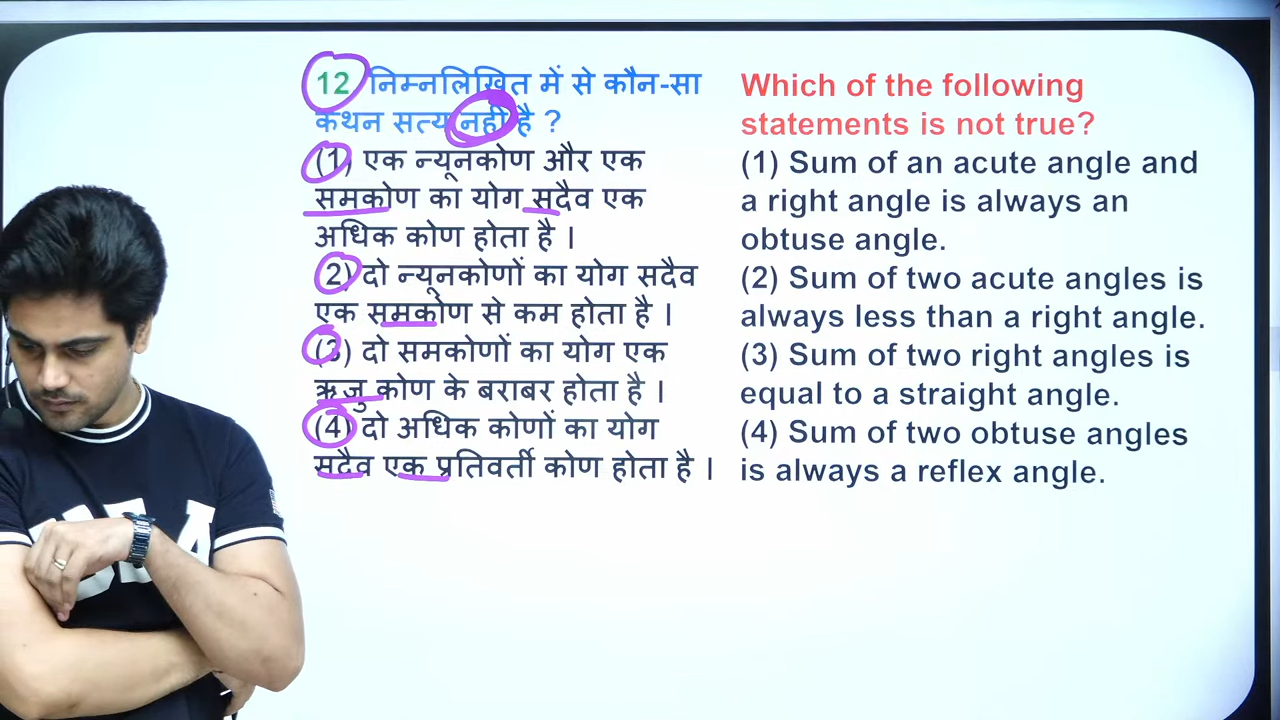 12 निम्नलिखित में से कौन-सा
कथन सत्य नहीं है ?
(1) एक न्यूनकोण और एक
समकोण का योग सदैव एक
अधिक कोण होता है ।
2) दो न्यूनकोणों का योग सदैव
एक समकोण से कम होता है ।
(3) दो समकोणों का योग एक
ऋजु कोण के बराबर होता है ।
(4) दो अधिक कोणों का योग
सदैव एक प्रतिवर्ती कोण होता है ।
Which of the following
statements is not true?
(1) Sum of an acute angle and
a right angle is always an
obtuse angle.
(2) Sum of two acute angles is
always less than a right angle.
(3) Sum of two right angles is
equal to a straight angle.
(4) Sum of two obtuse angles
is always a reflex angle.